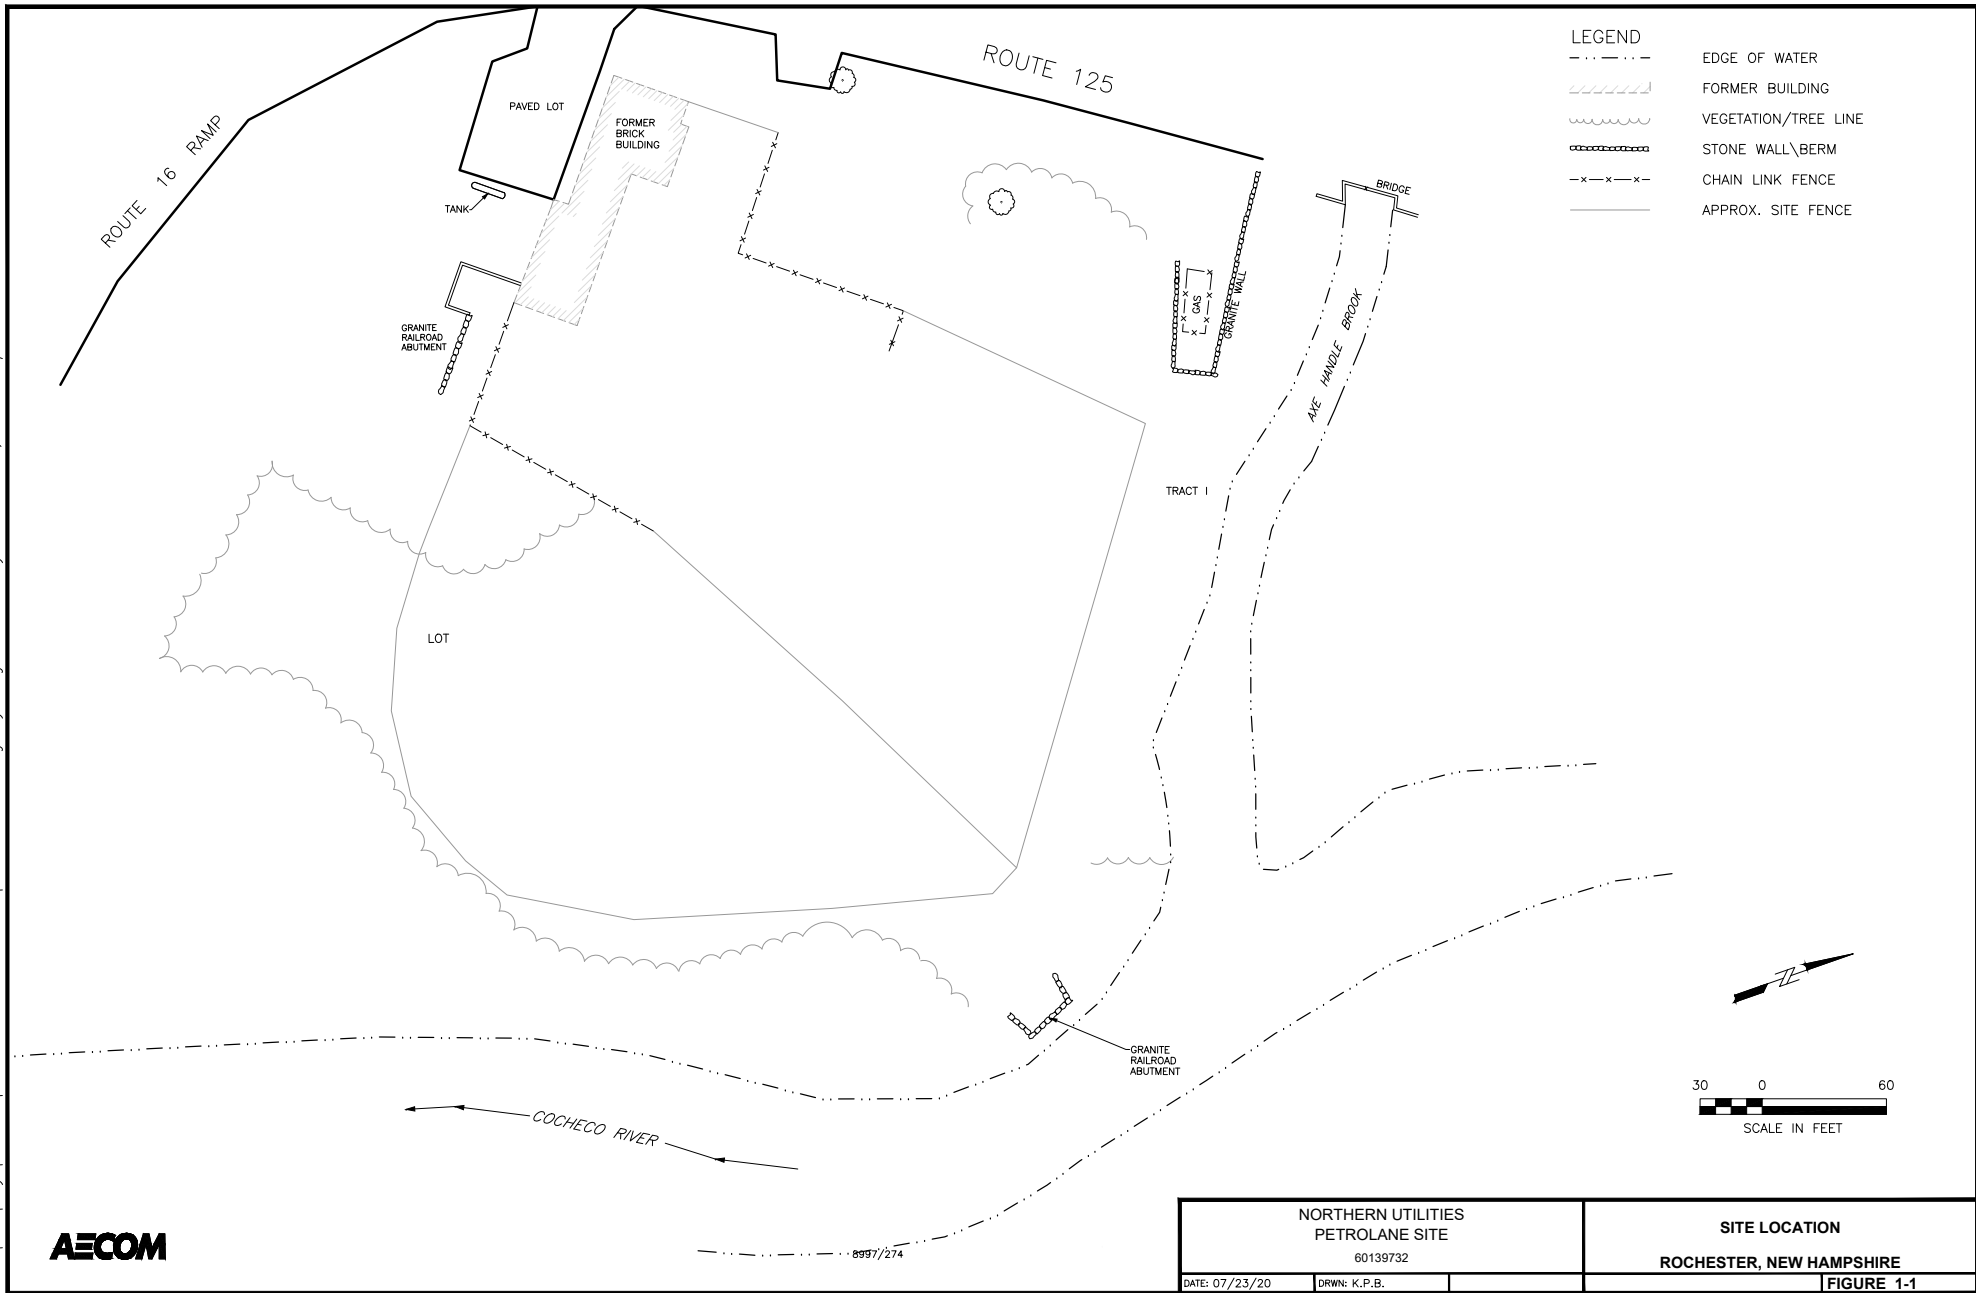 LEGEND
EDGE OF WATER
FORMER BUILDING
VEGETATION/TREE LINE
STONE WALL\BERM
CHAIN LINK FENCE
APPROX. SITE FENCE
ROUTE 125
ROUTE 16 RAMP
PAVED LOT
FORMER
BRICK
BUILDING
TANK
GRANITE
RAILROAD
ABUTMENT
BRIDGE
GAS
GRANITE WALL
AXE HANDLE BROOK
TRACT I
LOT
GRANITE
RAILROAD
ABUTMENT
COCHECO RIVER
8997/274
N
30 0 60
SCALE IN FEET
AECOM
NORTHERN UTILITIES
PETROLANE SITE
60139732
DATE: 07/23/20
DRWN: K.P.B.
SITE LOCATION
ROCHESTER, NEW HAMPSHIRE
FIGURE 1-1